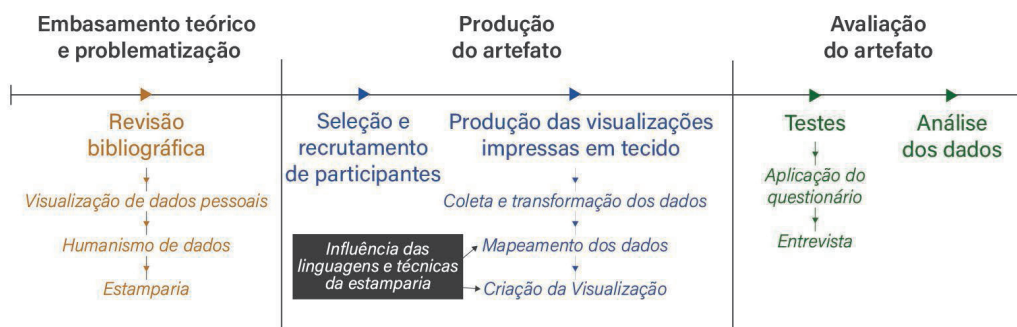 Embasamento teórico
e problematização
Produção
do artefato
Avaliação
do artefato
Revisão
bibliográfica
Visualização de dados pessoais
Humanismo de dados
Estamparia
Seleção e
recrutamento
de participantes
Produção das visualizações
impressas em tecido
Coleta e transformação dos dados
Influência das
linguagens e técnicas
da estamparia
Mapeamento dos dados
Criação da Visualização
Testes
Aplicação do
questionário
Entrevista
Análise
dos dados